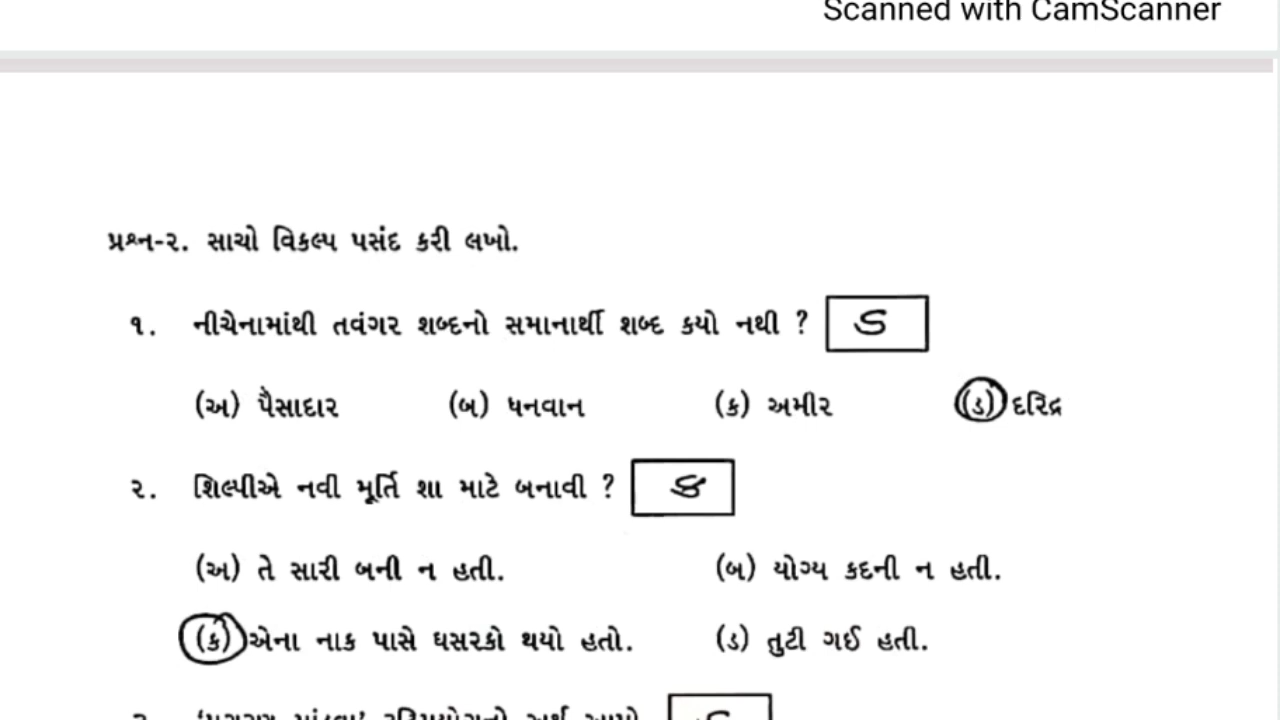 Scanned with CamScanner
પ્રશ્ન-૨. સાચો વિકલ્પ પસંદ કરી લખો.
૧. નીચેનામાંથી તવંગર શબ્દનો સમાનાર્થી શબ્દ કયો નથી ? ડ
(અ) પૈસાદાર (બ) ધનવાન (ક) અમીર (ડ) દરિદ્ર
૨. શિલ્પીએ નવી મૂર્તિ શા માટે બનાવી ? ક
(અ) તે સારી બની ન હતી. (બ) યોગ્ય કદની ન હતી.
(ક) એના નાક પાસે ઘસરકો થયો હતો. (ડ) તુટી ગઈ હતી.